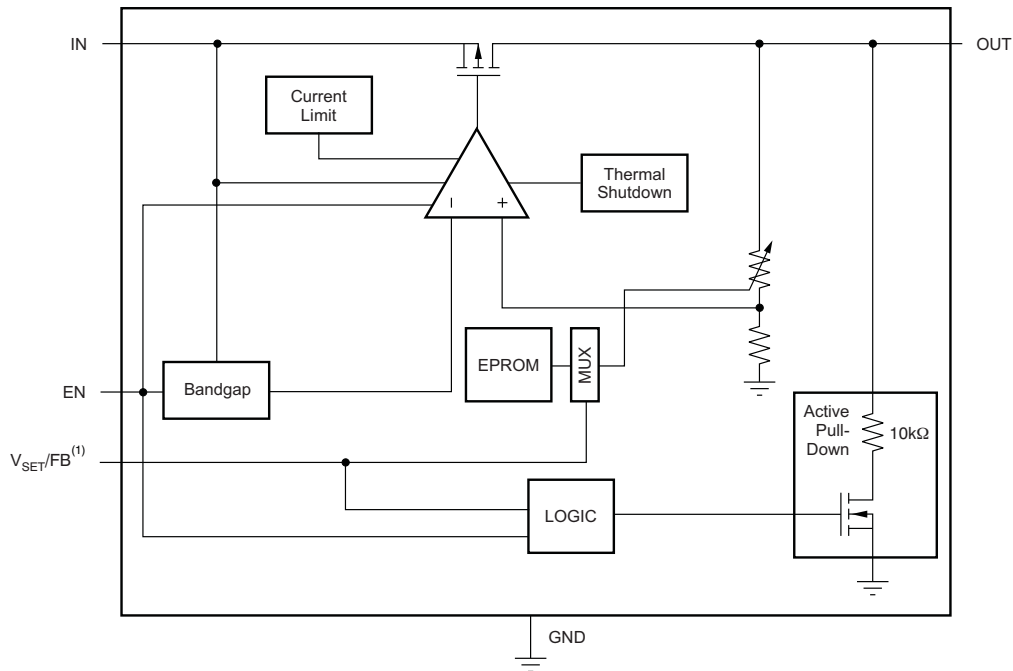 IN
OUT
Current
Limit
Thermal
Shutdown
– +
EPROM
MUX
EN
Bandgap
Active
Pull-
Down
10kΩ
V_SET/FB(1)
LOGIC
GND